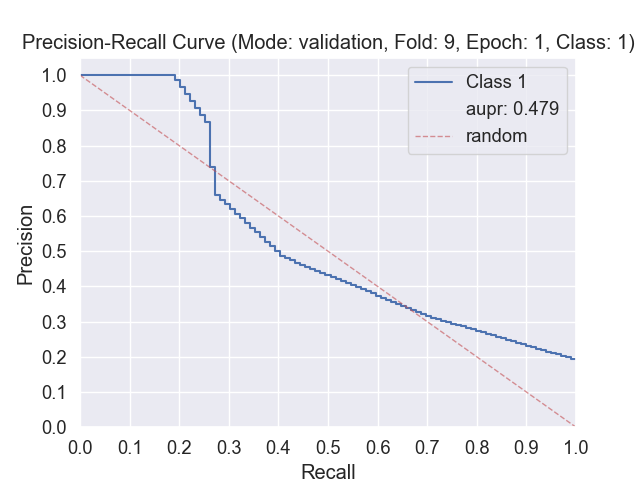 Precision-Recall Curve (Mode: validation, Fold: 9, Epoch: 1, Class: 1)
Class 1
aupr: 0.479
random
Precision
1.0
0.9
0.8
0.7
0.6
0.5
0.4
0.3
0.2
0.1
0.0
0.0 0.1 0.2 0.3 0.4 0.5 0.6 0.7 0.8 0.9 1.0
Recall